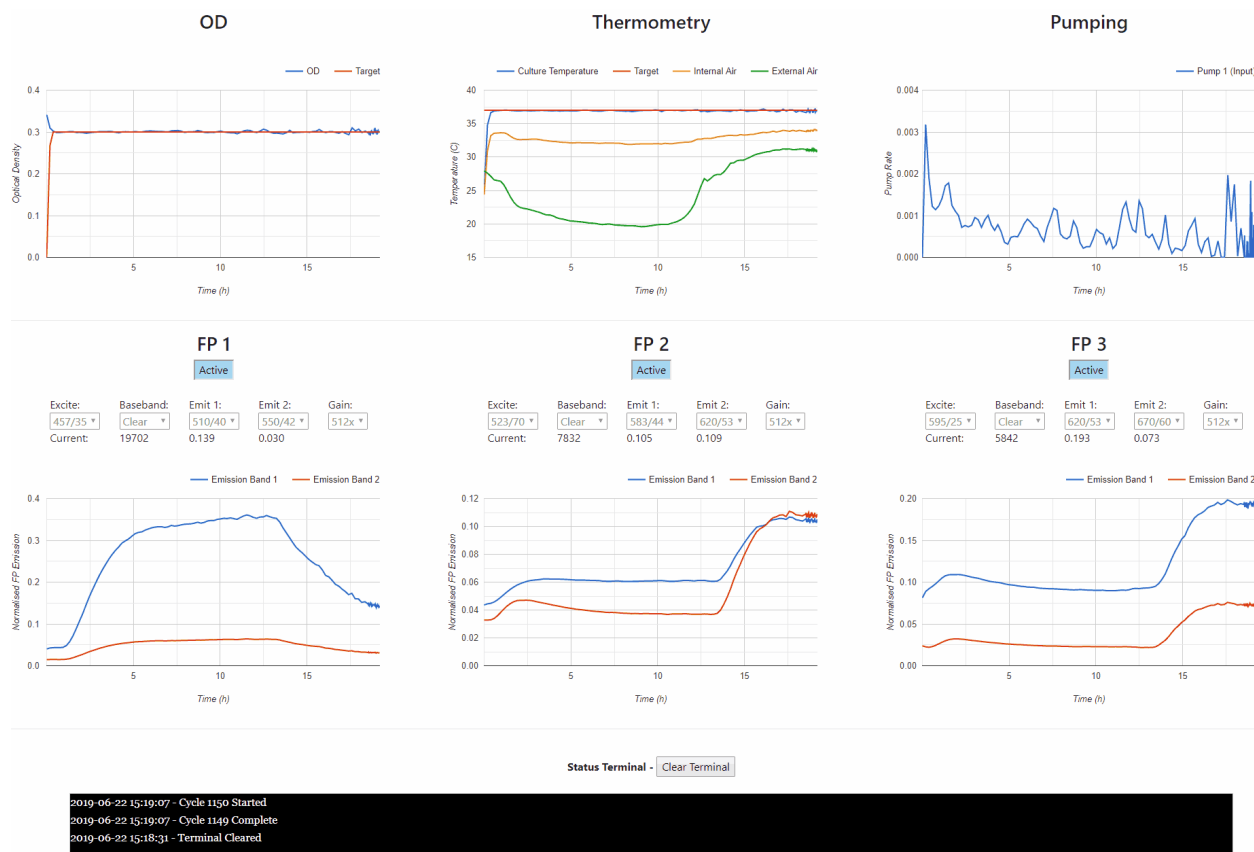 OD
Thermometry
Pumping
OD Target
Culture Temperature Target Internal Air External Air
Pump 1 (Input)
0.4
0.3
0.2
0.1
0.0
Optical Density
5 10 15
Time (h)
40
35
30
25
20
15
Temperature (C)
5 10 15
Time (h)
0.004
0.003
0.002
0.001
0.000
Pump Rate
5 10 15
Time (h)
FP 1
Active
Excite: Baseband: Emit 1: Emit 2: Gain:
457/35 Clear 510/40 550/42 512x
Current: 19702 0.139 0.030
FP 2
Active
Excite: Baseband: Emit 1: Emit 2: Gain:
523/70 Clear 583/44 620/53 512x
Current: 7832 0.105 0.109
FP 3
Active
Excite: Baseband: Emit 1: Emit 2: Gain:
595/25 Clear 620/53 670/60 512x
Current: 5842 0.193 0.073
Emission Band 1 Emission Band 2
0.4
0.3
0.2
0.1
0.0
Normalised FP Emission
5 10 15
Time (h)
Emission Band 1 Emission Band 2
0.12
0.10
0.08
0.06
0.04
0.02
0.00
Normalised FP Emission
5 10 15
Time (h)
Emission Band 1 Emission Band 2
0.20
0.15
0.10
0.05
0.00
Normalised FP Emission
5 10 15
Time (h)
Status Terminal - Clear Terminal
2019-06-22 15:19:07 - Cycle 1150 Started
2019-06-22 15:19:07 - Cycle 1149 Complete
2019-06-22 15:18:31 - Terminal Cleared